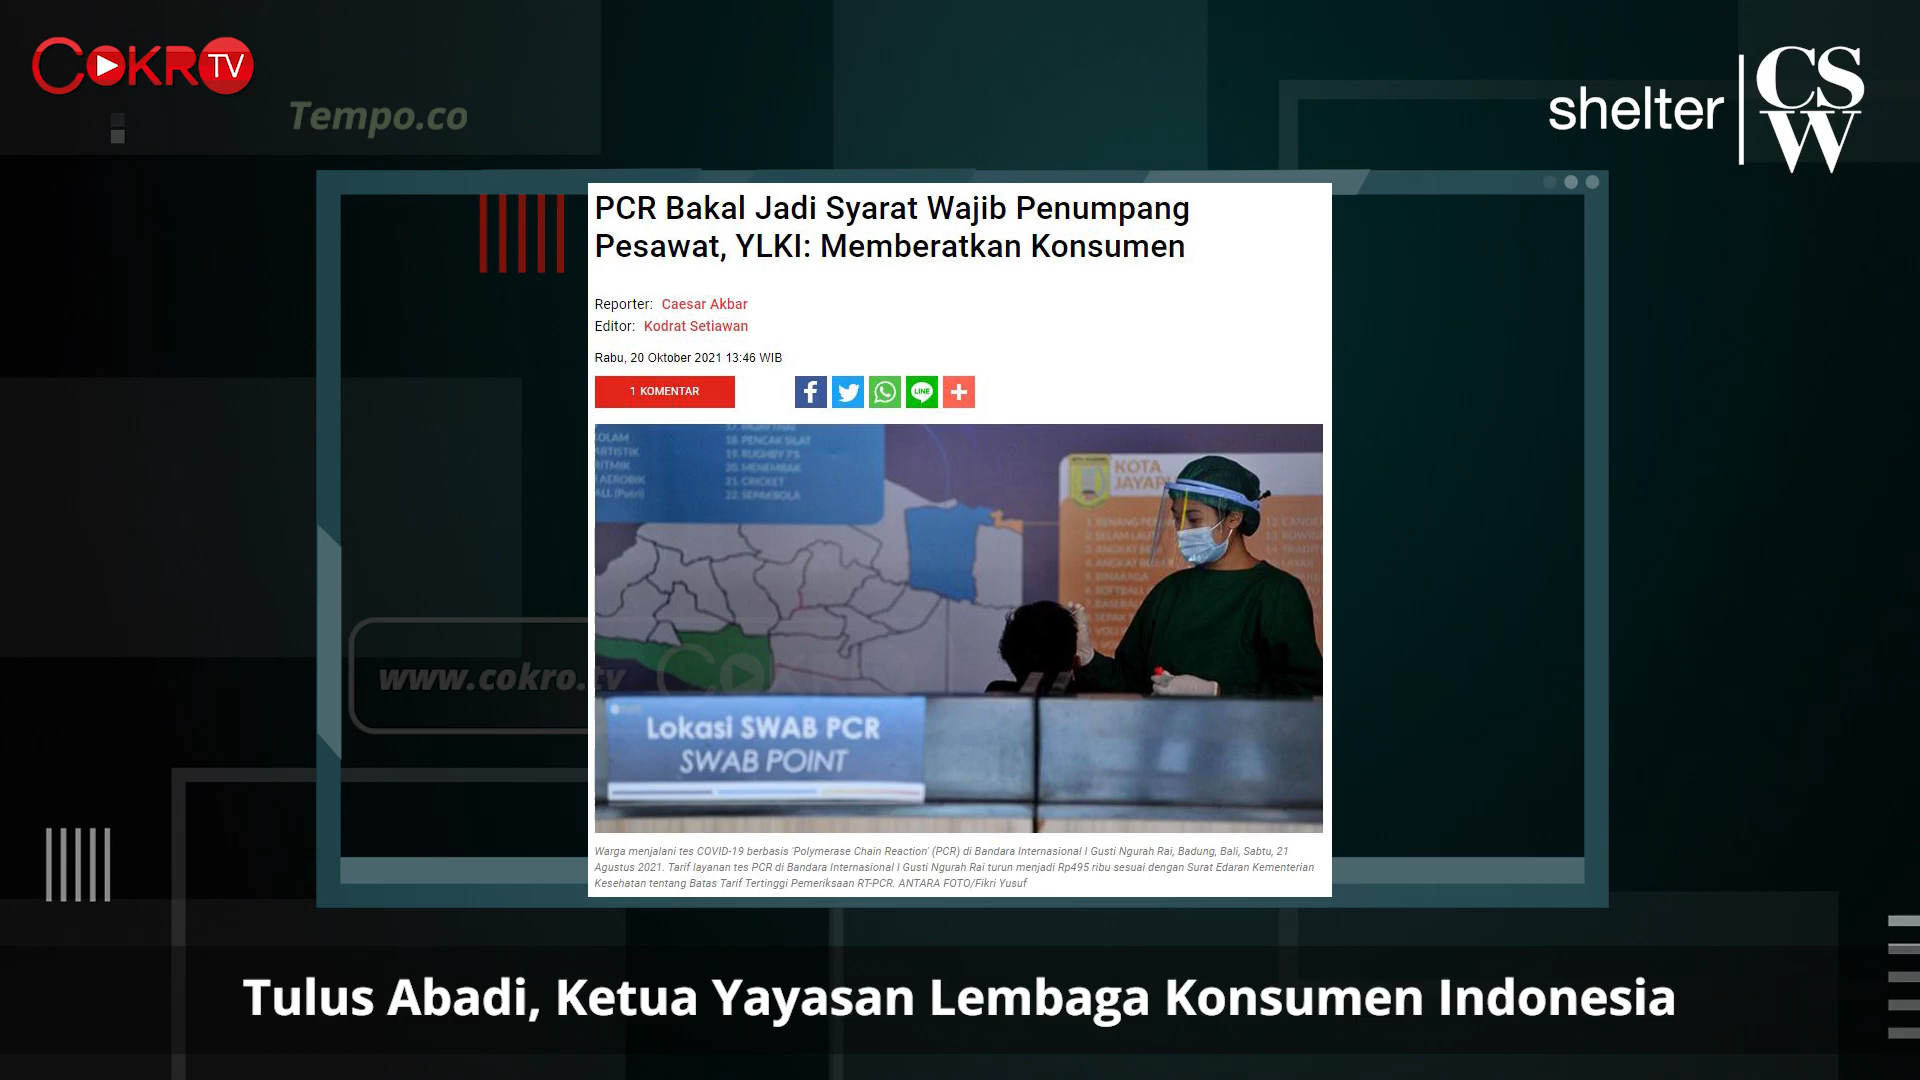 COKRO TV
Tempo.co
shelter
CSW
PCR Bakal Jadi Syarat Wajib Penumpang
Pesawat, YLKI: Memberatkan Konsumen
Reporter: Caesar Akbar
Editor: Kodrat Setiawan
Rabu, 20 Oktober 2021 13:46 WIB
1 KOMENTAR
LINE
18. PENCAK SILAT
19. RUGBY 7'S
20. MENEMBAK
21. CRICKET
22. SEPAKBOLA
KOTA
www.cokro.tv
Lokasi SWAB PCR
SWAB POINT
Warga menjalani tes COVID-19 berbasis 'Polymerase Chain Reaction' (PCR) di Bandara Internasional I Gusti Ngurah Rai, Badung, Bali, Sabtu, 21
Agustus 2021. Tarif layanan tes PCR di Bandara Internasional I Gusti Ngurah Rai turun menjadi Rp495 ribu sesuai dengan Surat Edaran Kementerian
Kesehatan tentang Batas Tarif Tertinggi Pemeriksaan RT-PCR. ANTARA FOTO/Fikri Yusuf
Tulus Abadi, Ketua Yayasan Lembaga Konsumen Indonesia